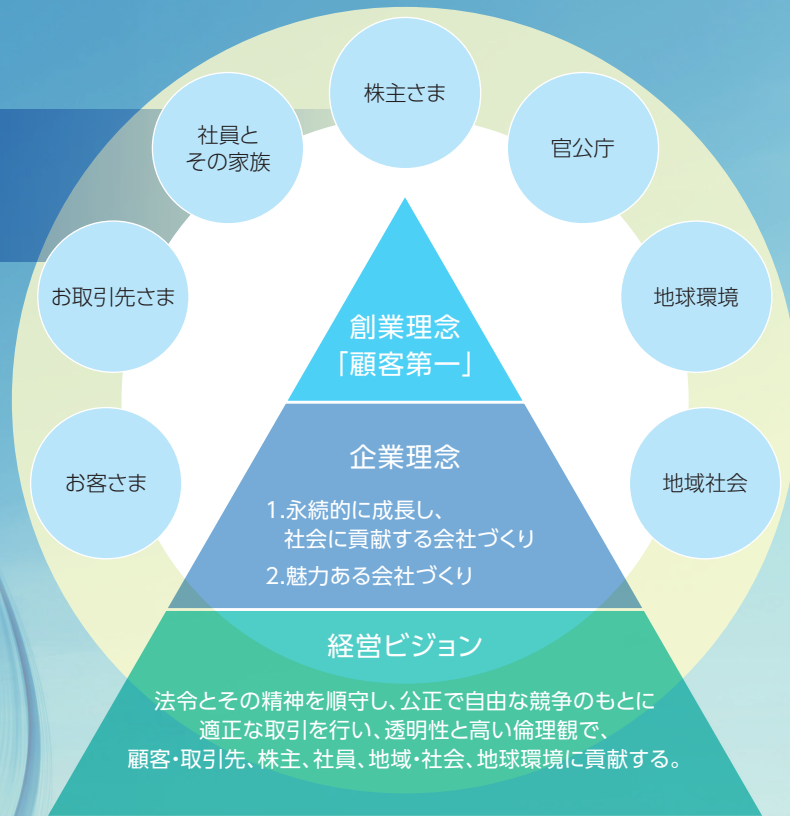 株主さま
社員と
その家族
官公庁
お取引先さま
地球環境
お客さま
地域社会
創業理念
「顧客第一」
企業理念
1.永続的に成長し、
社会に貢献する会社づくり
2.魅力ある会社づくり
経営ビジョン
法令とその精神を順守し、公正で自由な競争のもとに
適正な取引を行い、透明性と高い倫理観で、
顧客・取引先、株主、社員、地域・社会、地球環境に貢献する。